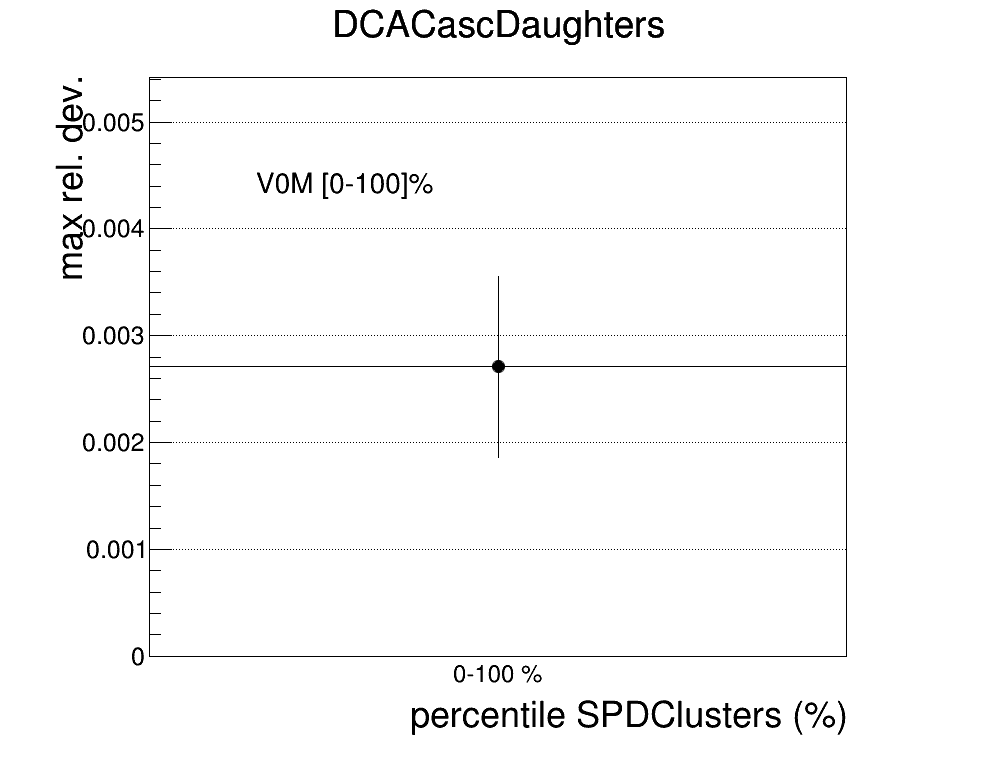 DCACascDaughters
max rel. dev.
0.005
V0M [0-100]%
0.004
0.003
0.002
0.001
0
0-100 %
percentile SPDClusters (%)